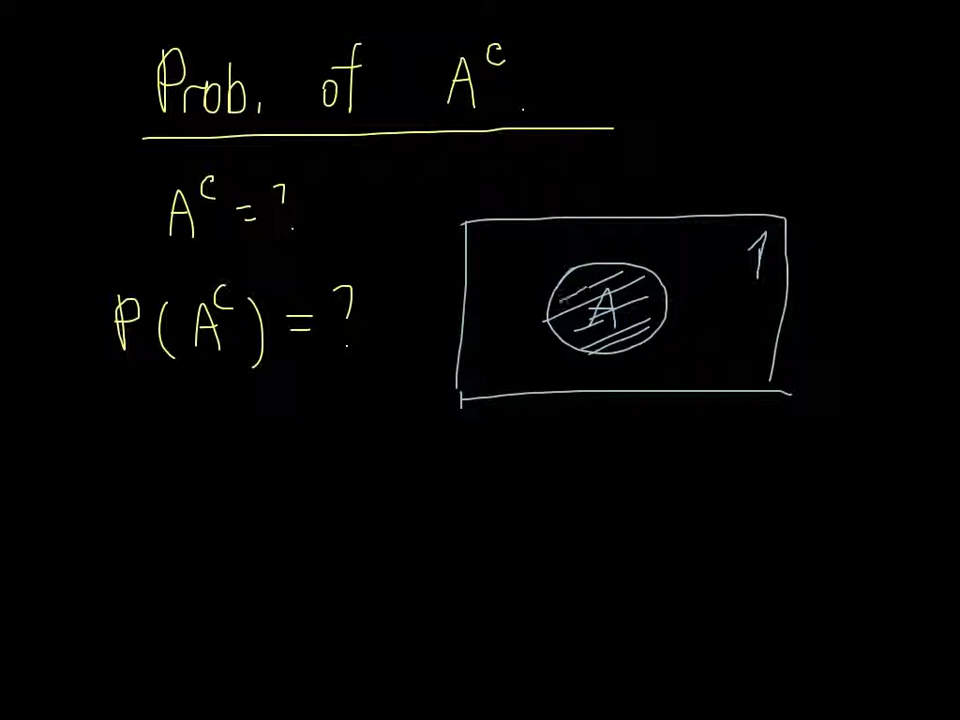 Prob. of A^c.
A^c = ?
P(A^c) = ?
1
A